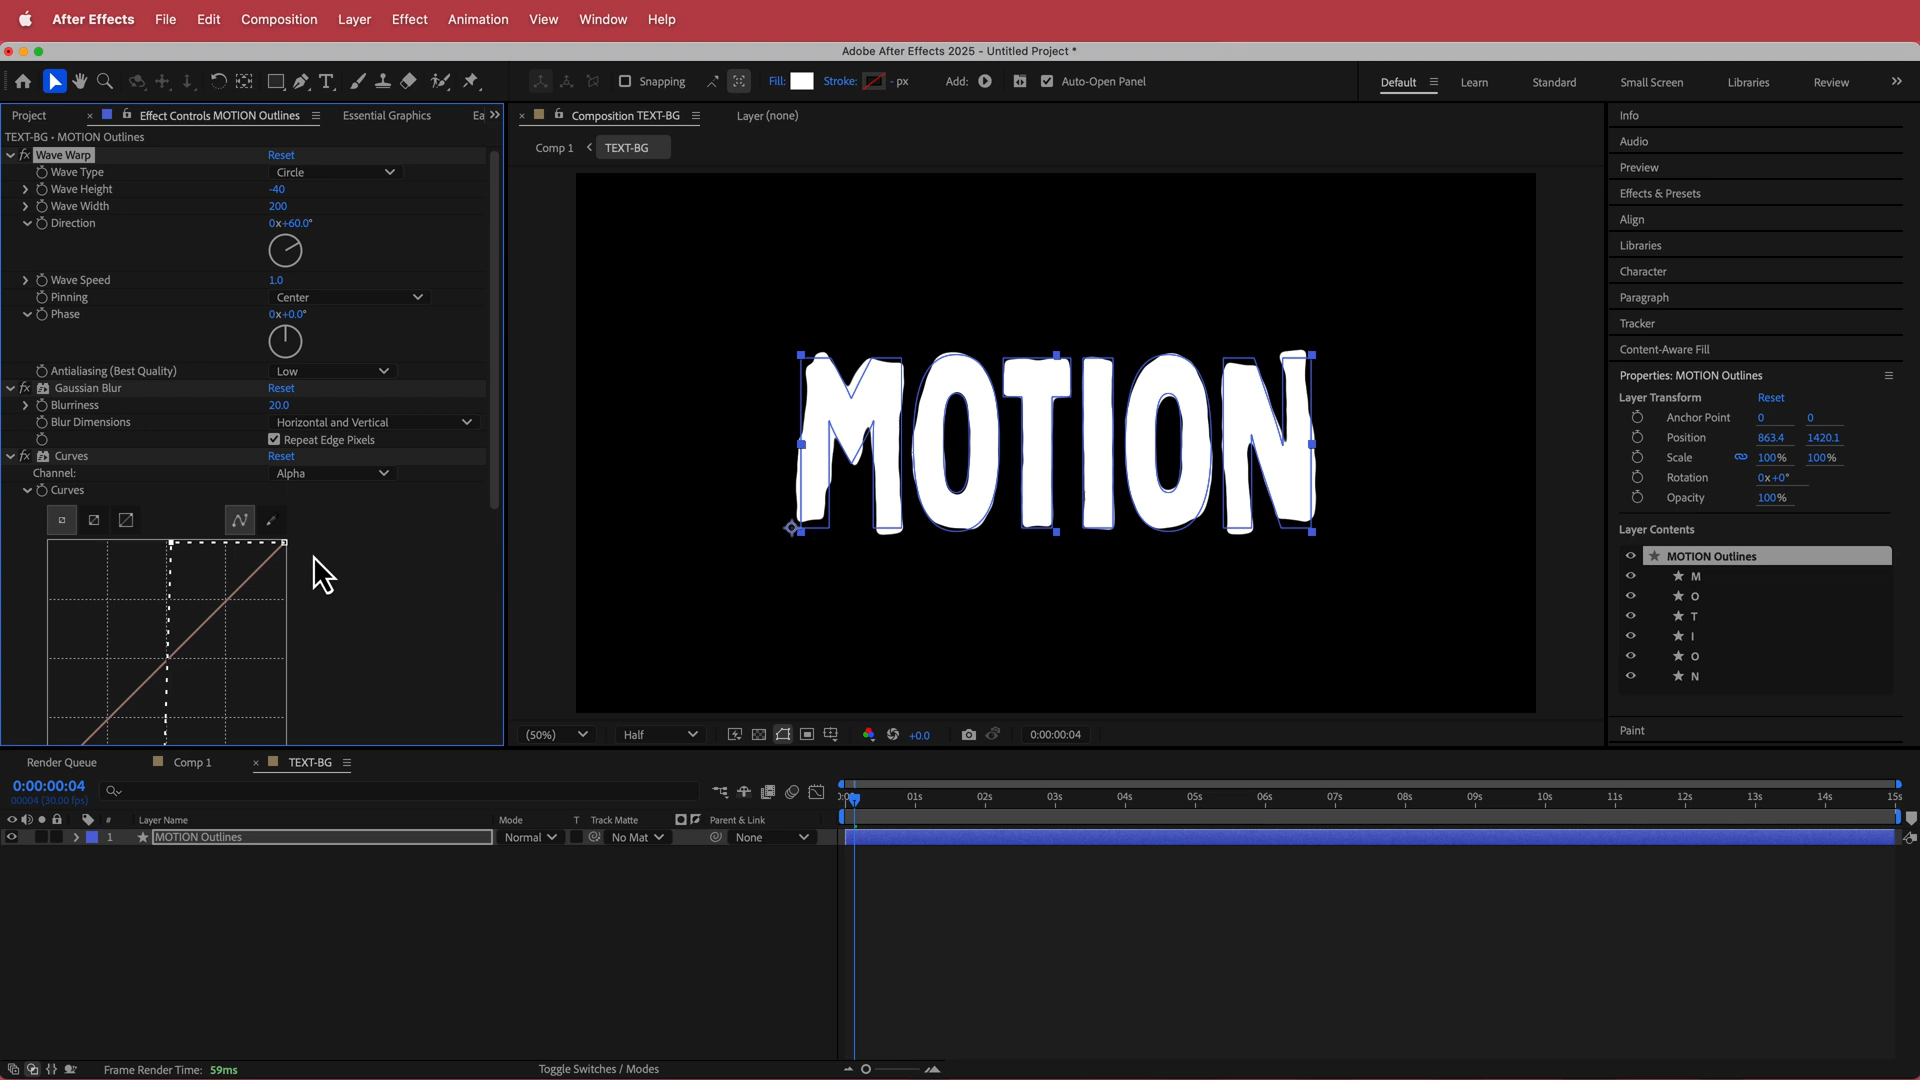 After Effects File Edit Composition Layer Effect Animation View Window Help
Adobe After Effects 2025 - Untitled Project *
Snapping Fill: Stroke: - px Add: Auto-Open Panel Default Learn Standard Small Screen Libraries Review
Project Effect Controls MOTION Outlines Essential Graphics Ea
TEXT-BG • MOTION Outlines
Wave Warp Reset
Wave Type Circle
Wave Height -40
Wave Width 200
Direction 0x+60.0°
Wave Speed 1.0
Pinning Center
Phase 0x+0.0°
Antialiasing (Best Quality) Low
Gaussian Blur Reset
Blurriness 20.0
Blur Dimensions Horizontal and Vertical
Repeat Edge Pixels
Curves Reset
Channel: Alpha
Curves
Composition TEXT-BG Layer (none)
Comp 1 TEXT-BG
MOTION
(50%) Half +0.0 0:00:00:04
Info
Audio
Preview
Effects & Presets
Align
Libraries
Character
Paragraph
Tracker
Content-Aware Fill
Properties: MOTION Outlines
Layer Transform Reset
Anchor Point 0 0
Position 863.4 1420.1
Scale 100% 100%
Rotation 0x+0°
Opacity 100%
Layer Contents
MOTION Outlines
M
O
T
I
O
N
Paint
Render Queue Comp 1 TEXT-BG
0:00:00:04
00004 (30.00 fps)
01s 02s 03s 04s 05s 06s 07s 08s 09s 10s 11s 12s 13s 14s 15s
# Layer Name Mode T Track Matte Parent & Link
1 MOTION Outlines Normal No Mat None
Frame Render Time: 59ms Toggle Switches / Modes